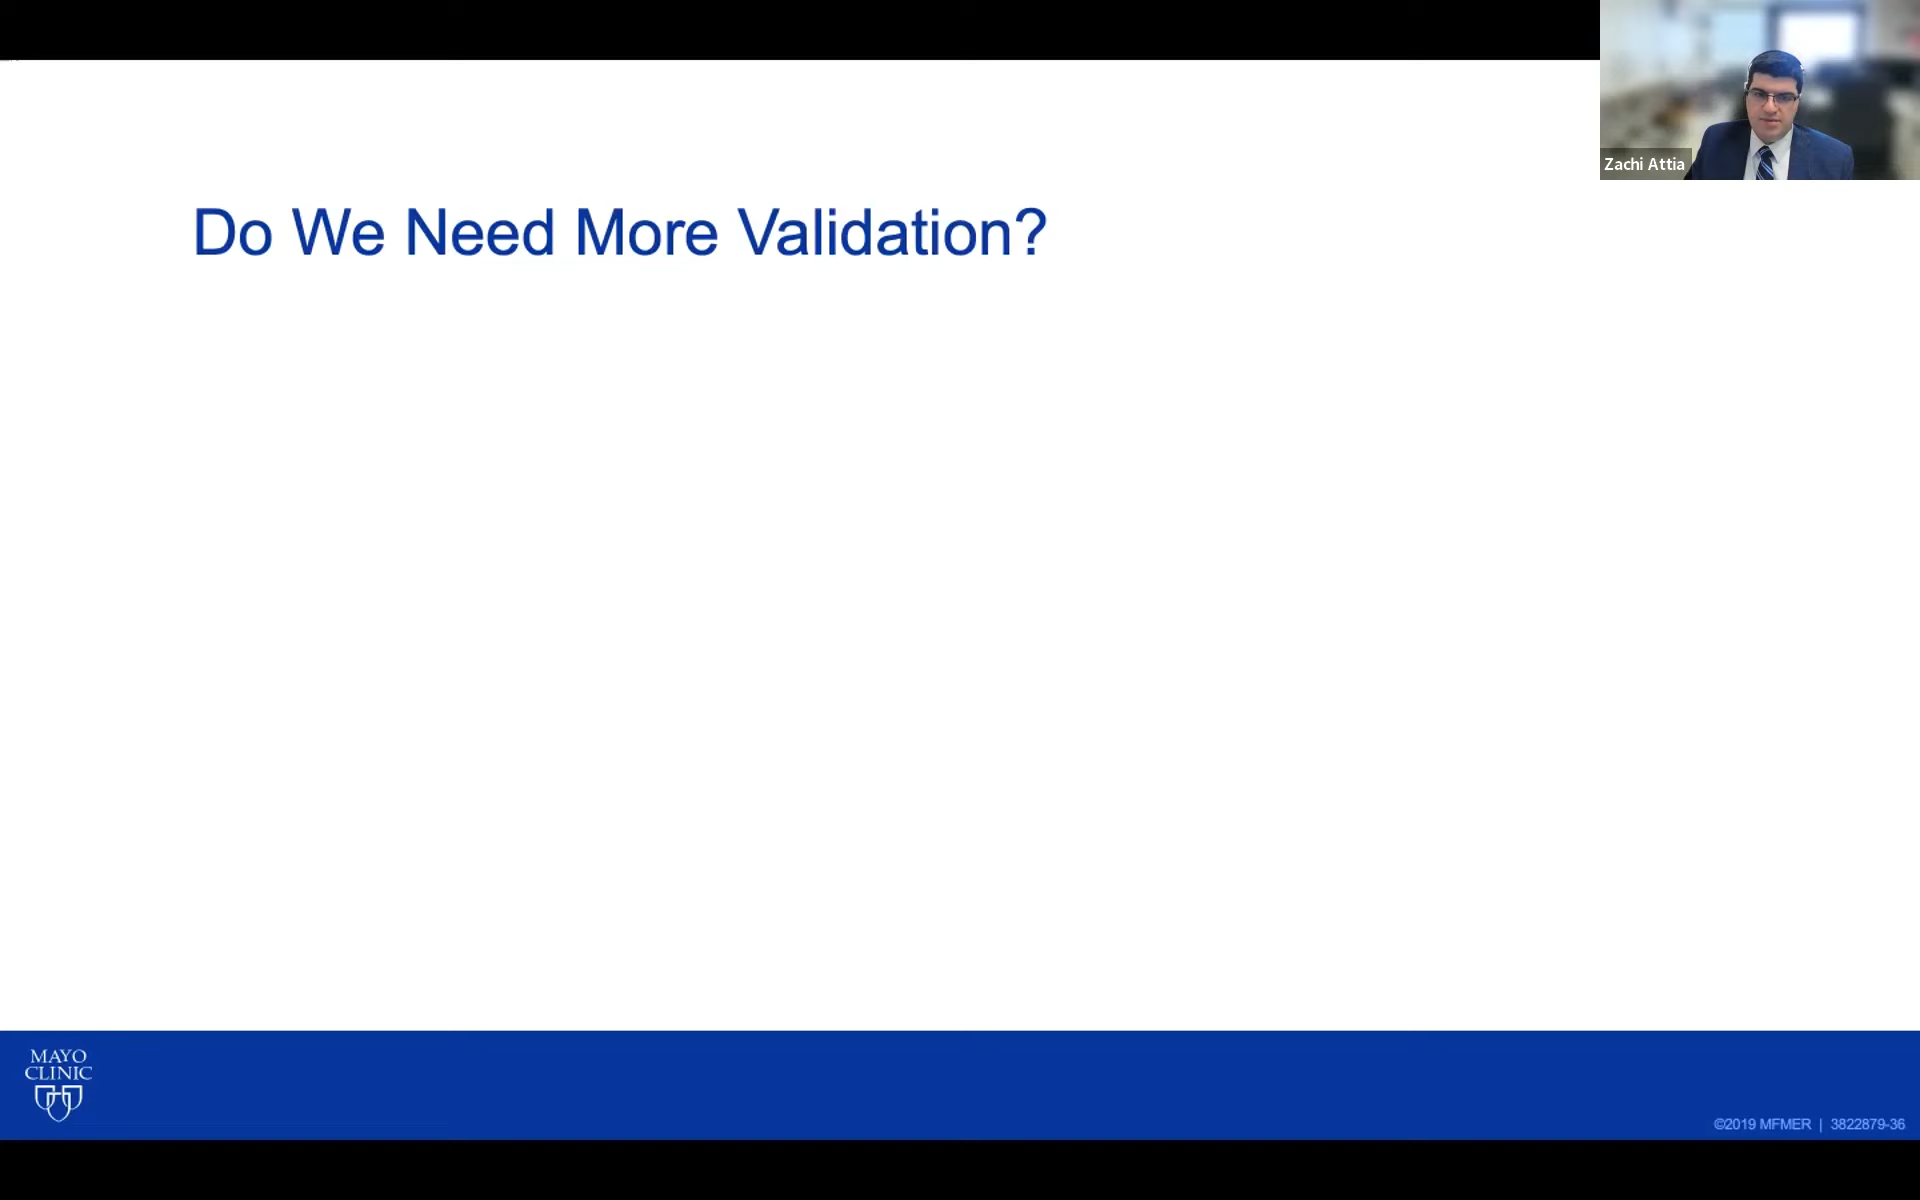 Zachi Attia
Do We Need More Validation?
MAYO
CLINIC
©2019 MFMER | 3822879-36